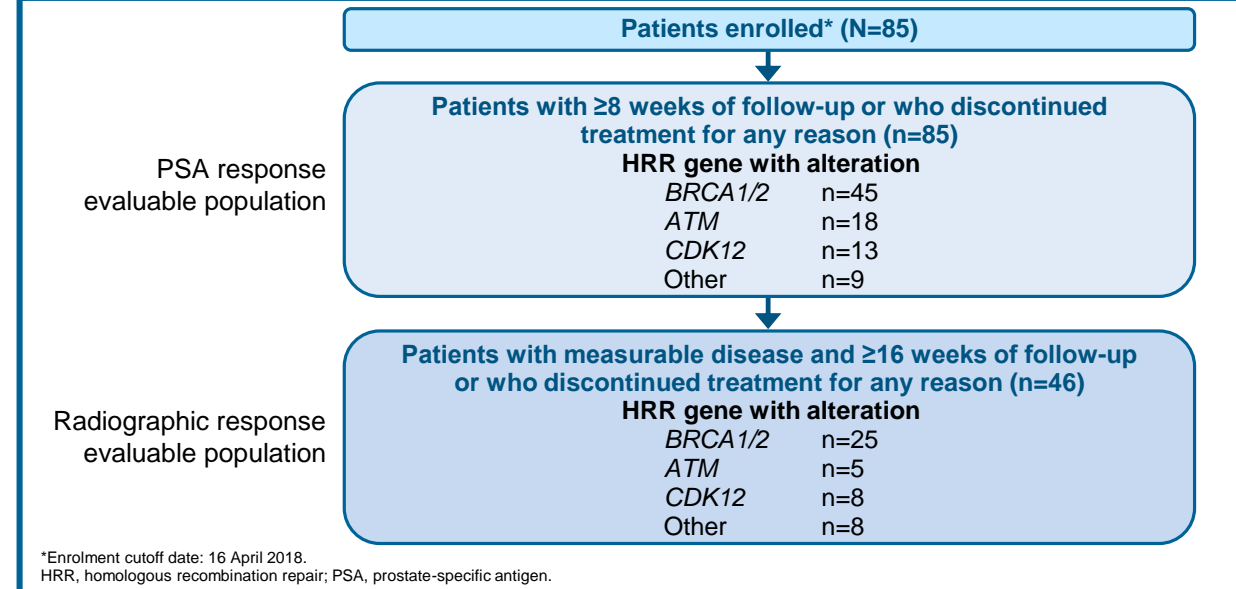 Patients enrolled* (N=85)
PSA response
evaluable population
Patients with ≥8 weeks of follow-up or who discontinued
treatment for any reason (n=85)
HRR gene with alteration
BRCA1/2 n=45
ATM n=18
CDK12 n=13
Other n=9
Radiographic response
evaluable population
Patients with measurable disease and ≥16 weeks of follow-up
or who discontinued treatment for any reason (n=46)
HRR gene with alteration
BRCA1/2 n=25
ATM n=5
CDK12 n=8
Other n=8
*Enrolment cutoff date: 16 April 2018.
HRR, homologous recombination repair; PSA, prostate-specific antigen.